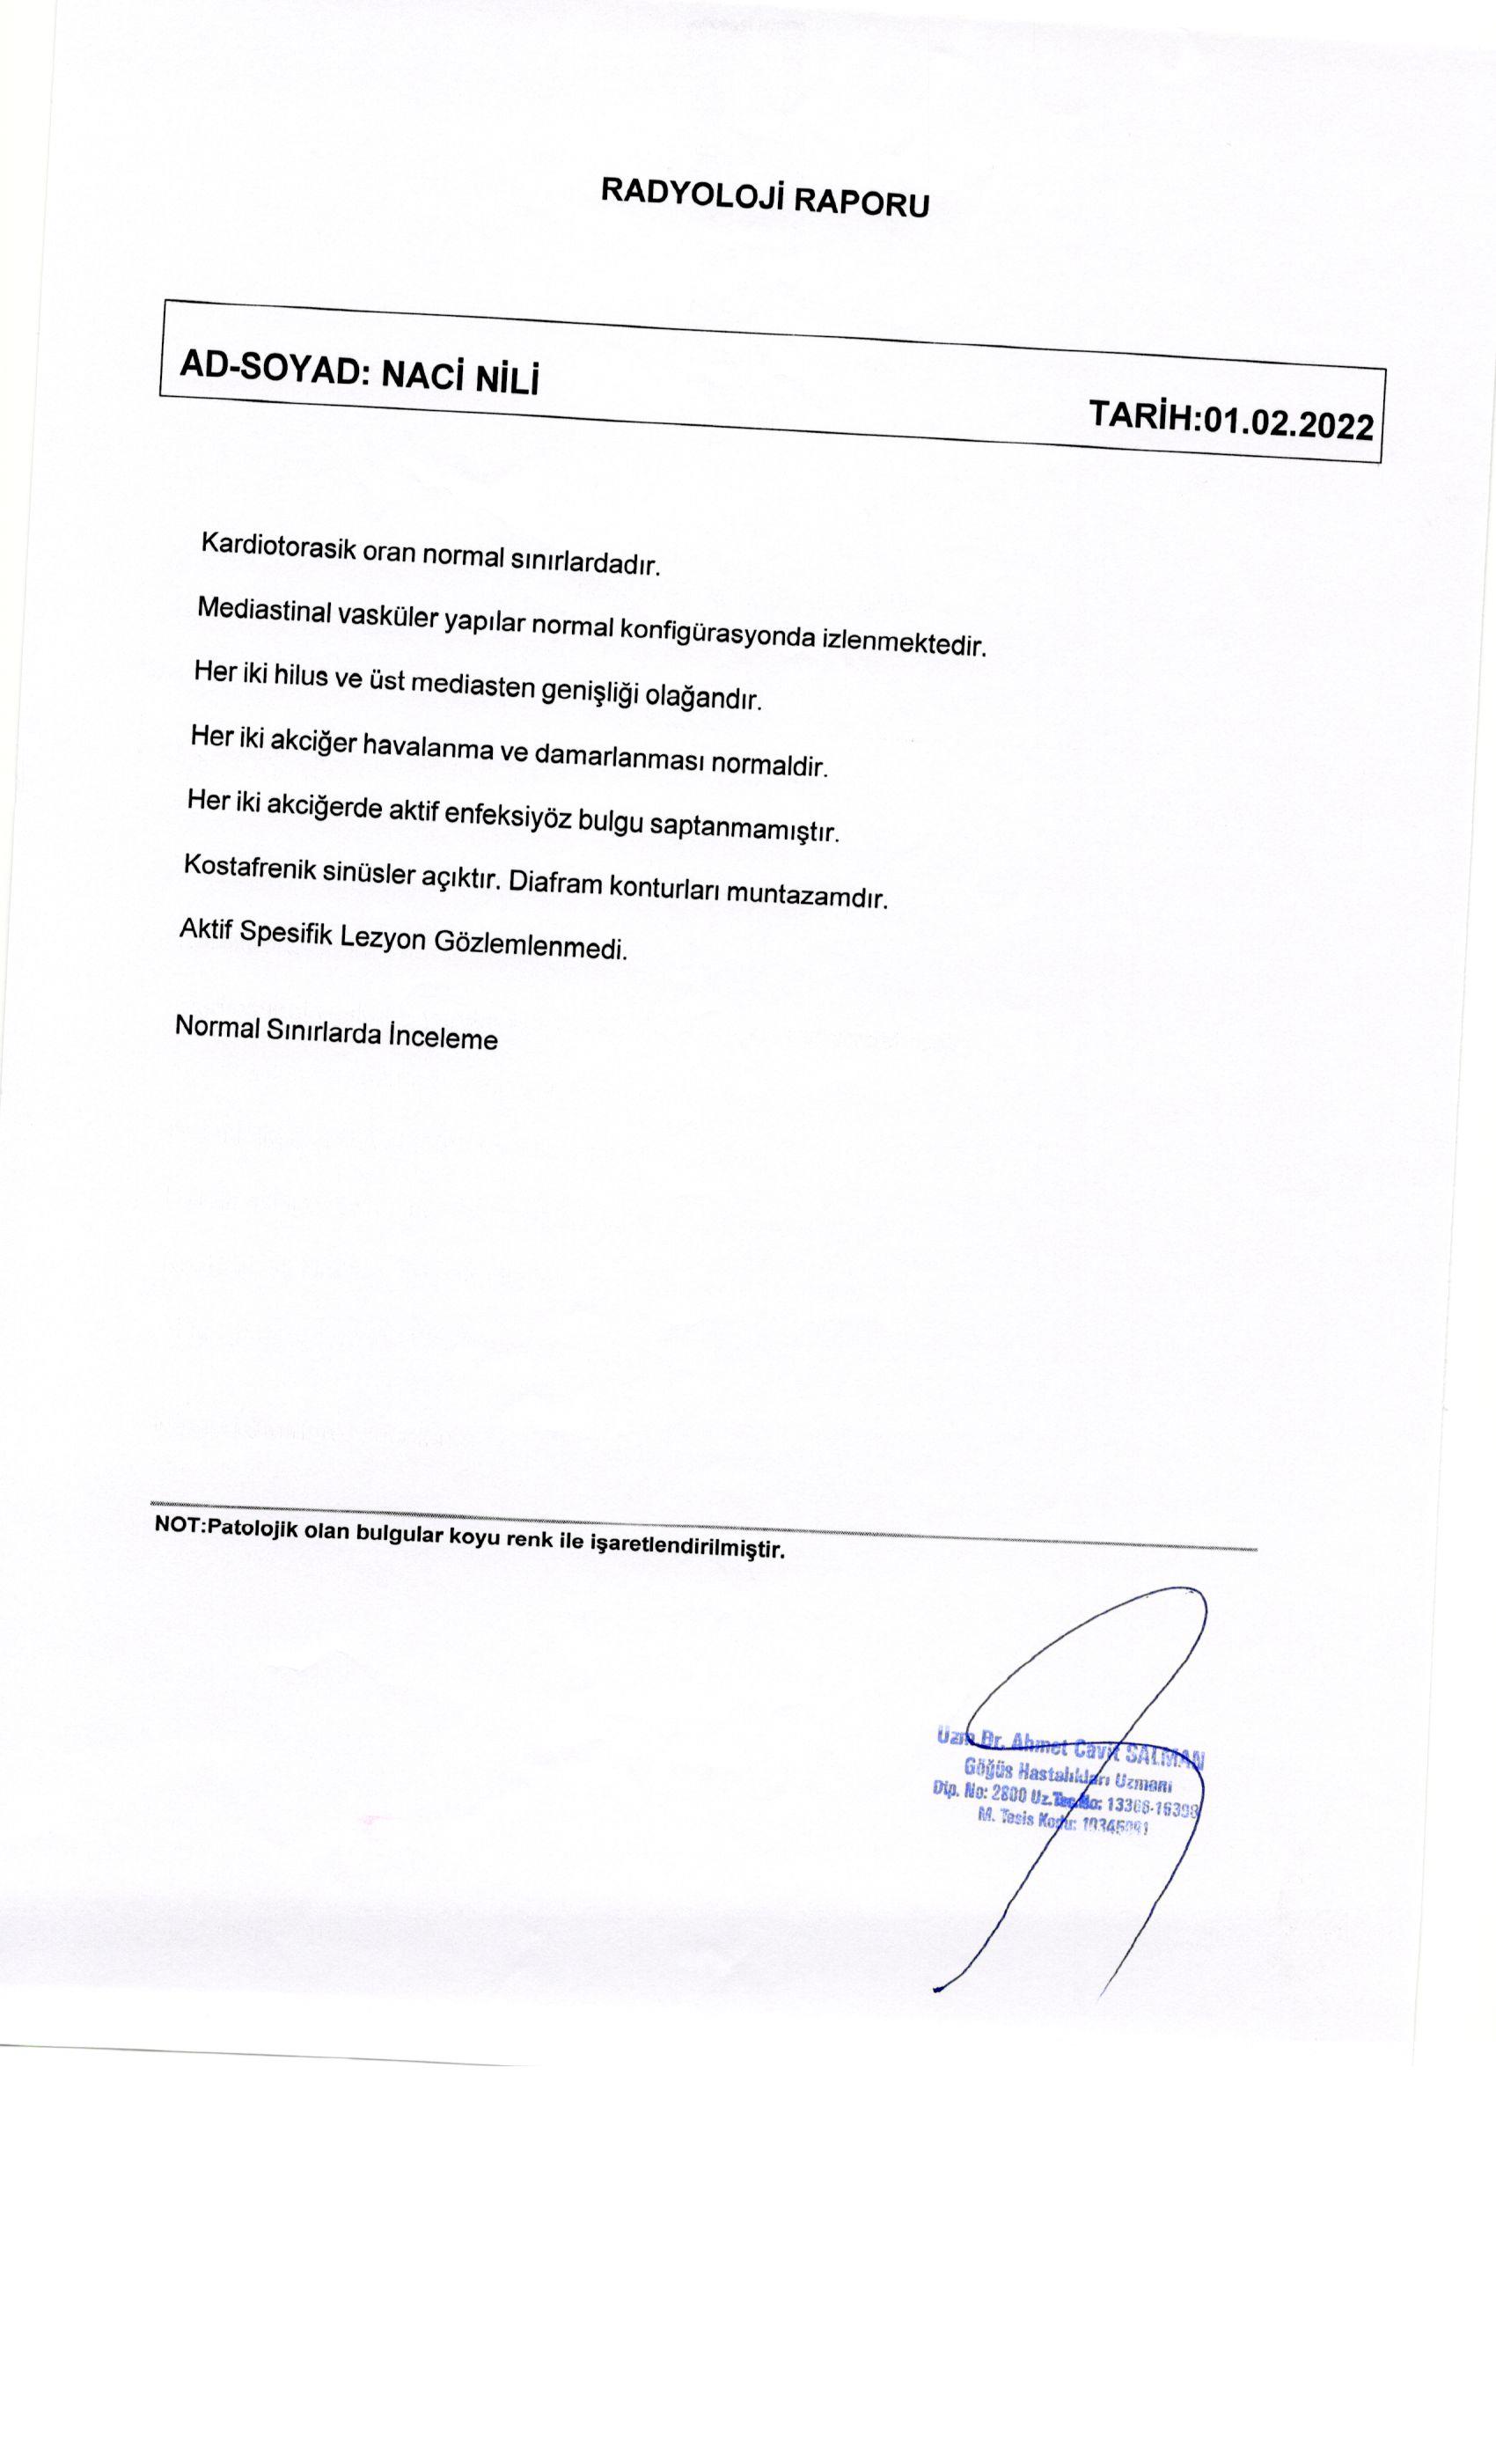 RADYOLOJİ RAPORU
AD-SOYAD: NACİ NİLİ
TARİH:01.02.2022
Kardiotorasik oran normal sınırlardadır.
Mediastinal vasküler yapılar normal konfigürasyonda izlenmektedir.
Her iki hilus ve üst mediasten genişliği olağandır.
Her iki akciğer havalanma ve damarlanması normaldir.
Her iki akciğerde aktif enfeksiyöz bulgu saptanmamıştır.
Kostafrenik sinüsler açıktır. Diafram konturları muntazamdır.
Aktif Spesifik Lezyon Gözlemlenmedi.
Normal Sınırlarda İnceleme
NOT:Patolojik olan bulgular koyu renk ile işaretlendirilmiştir.
Uzm Dr. Ahmet Cavit SALMAN
Göğüs Hastalıkları Uzmanı
Dip. No: 2800 Uz. No: 13366-16398
M. Tesis Kodu: